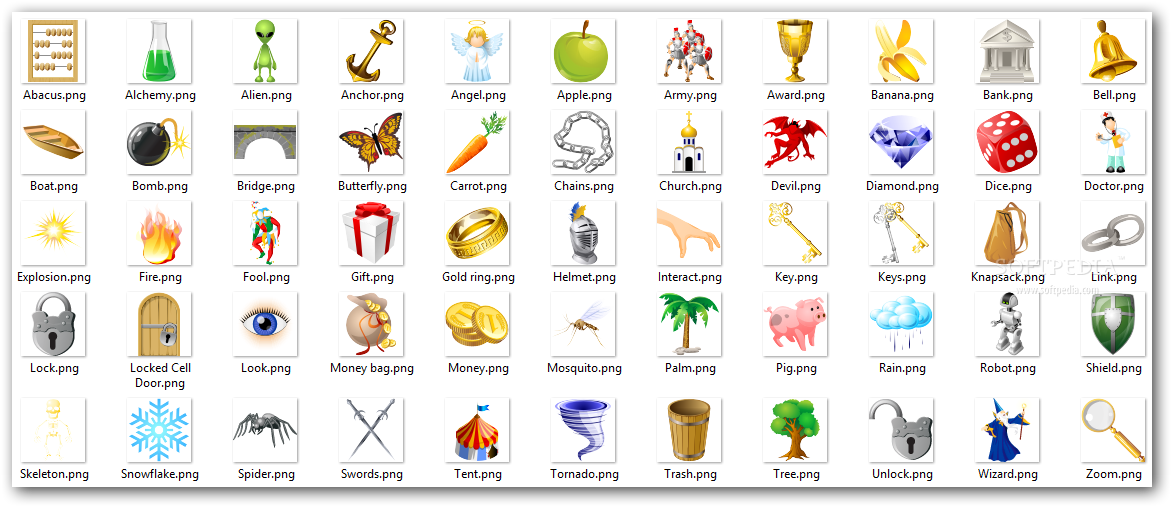 Abacus.png Alchemy.png Alien.png Anchor.png Angel.png Apple.png Army.png Award.png Banana.png Bank.png Bell.png
Boat.png Bomb.png Bridge.png Butterfly.png Carrot.png Chains.png Church.png Devil.png Diamond.png Dice.png Doctor.png
Explosion.png Fire.png Fool.png Gift.png Gold ring.png Helmet.png Interact.png Key.png Keys.png Knapsack.png Link.png
SOFTPEDIA™
www.softpedia.com
Lock.png Locked Cell Door.png Look.png Money bag.png Money.png Mosquito.png Palm.png Pig.png Rain.png Robot.png Shield.png
Skeleton.png Snowflake.png Spider.png Swords.png Tent.png Tornado.png Trash.png Tree.png Unlock.png Wizard.png Zoom.png